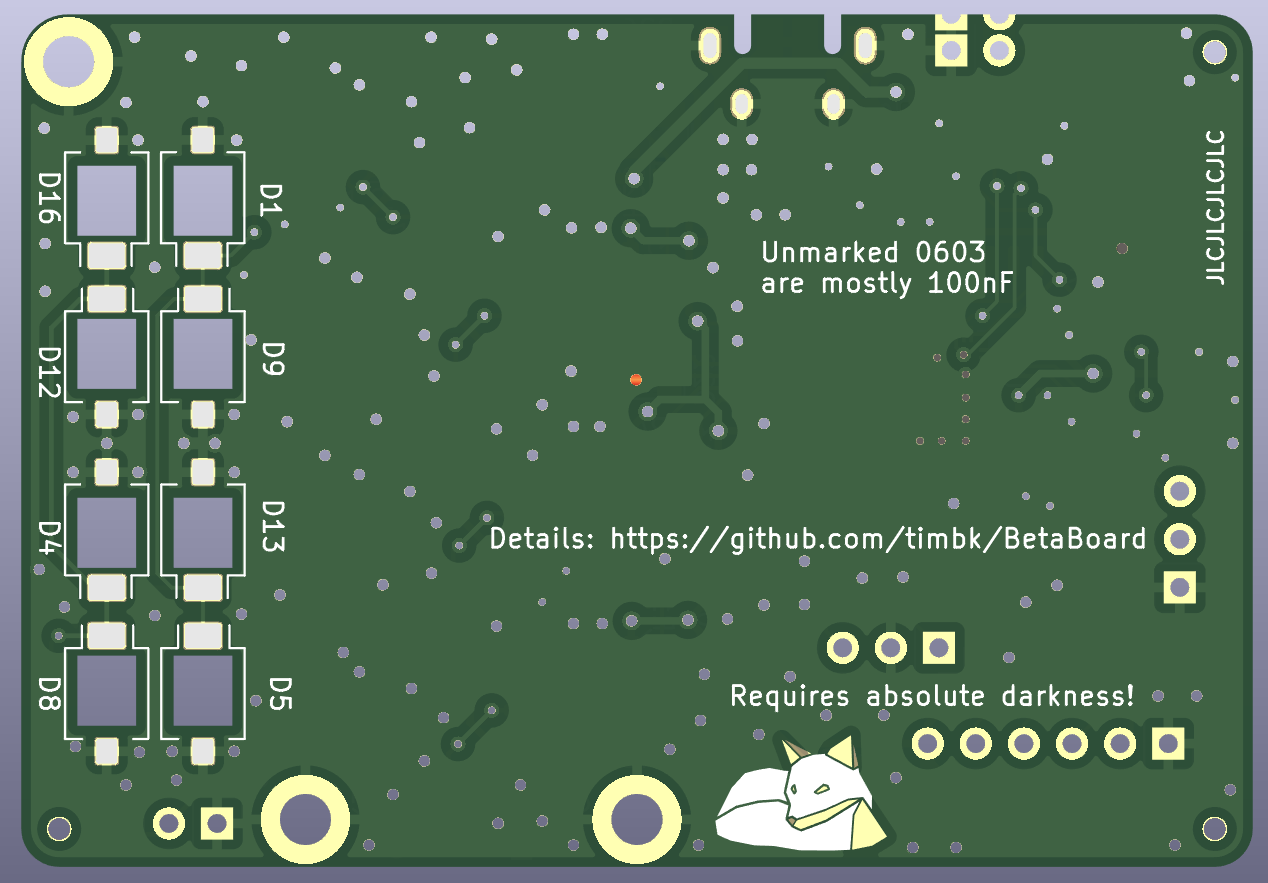 D16
D1
JLCJLCJLCJLC
Unmarked 0603
are mostly 100nF
D12
D9
D4
D13
Details: https://github.com/timbk/BetaBoard
D8
D5
Requires absolute darkness!